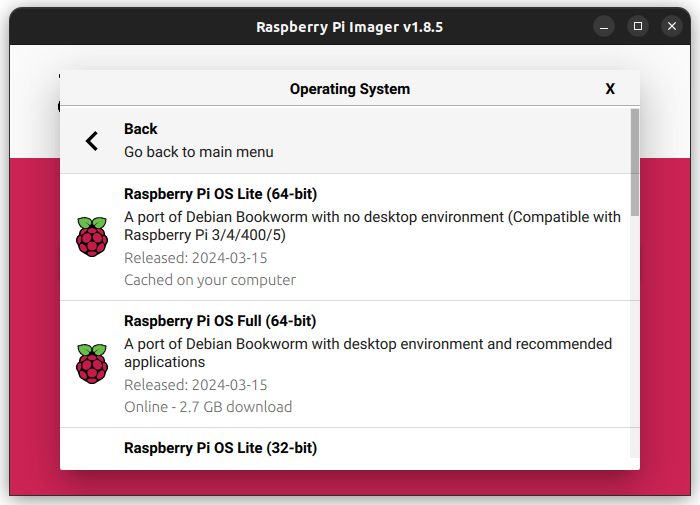 Raspberry Pi Imager v1.8.5
Operating System
X
Back
Go back to main menu
Raspberry Pi OS Lite (64-bit)
A port of Debian Bookworm with no desktop environment (Compatible with
Raspberry Pi 3/4/400/5)
Released: 2024-03-15
Cached on your computer
Raspberry Pi OS Full (64-bit)
A port of Debian Bookworm with desktop environment and recommended
applications
Released: 2024-03-15
Online - 2.7 GB download
Raspberry Pi OS Lite (32-bit)